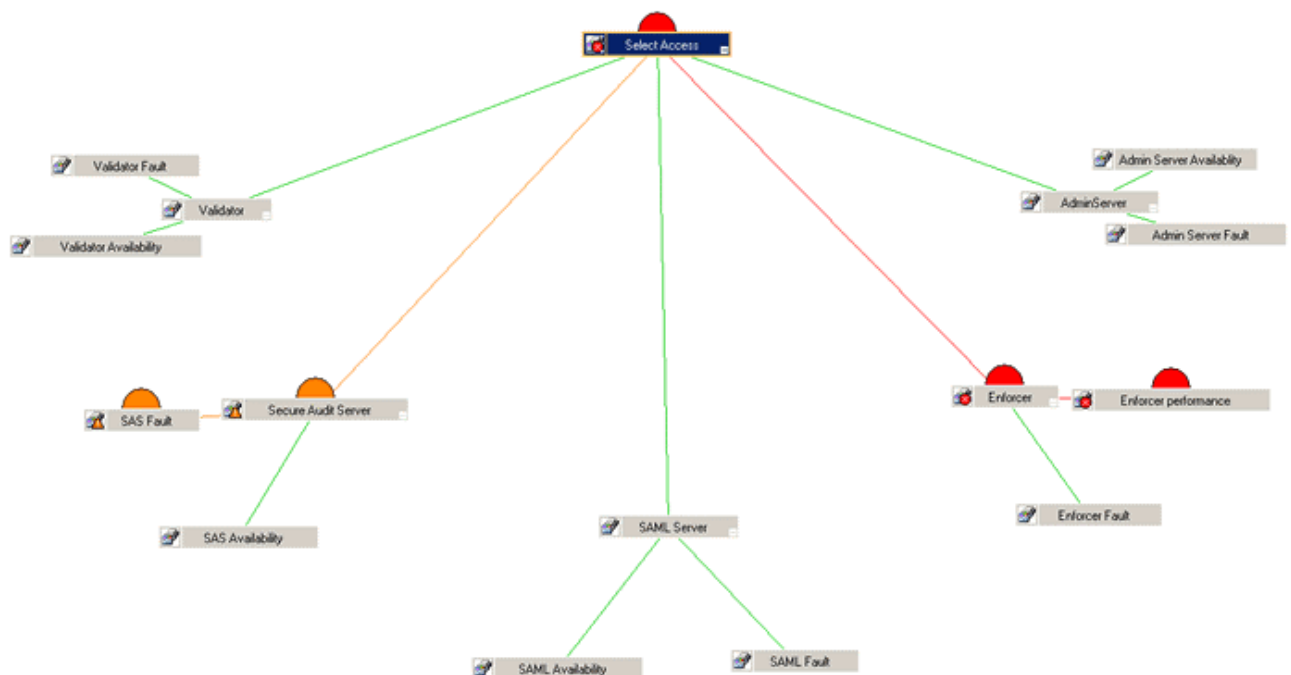 Select Access
Validator Fault
Admin Server Availablity
Validator
AdminServer
Validator Availability
Admin Server Fault
Secure Audit Server
Enforcer
Enforcer performance
SAS Fault
Enforcer Fault
SAML Server
SAS Availability
SAML Availability
SAML Fault